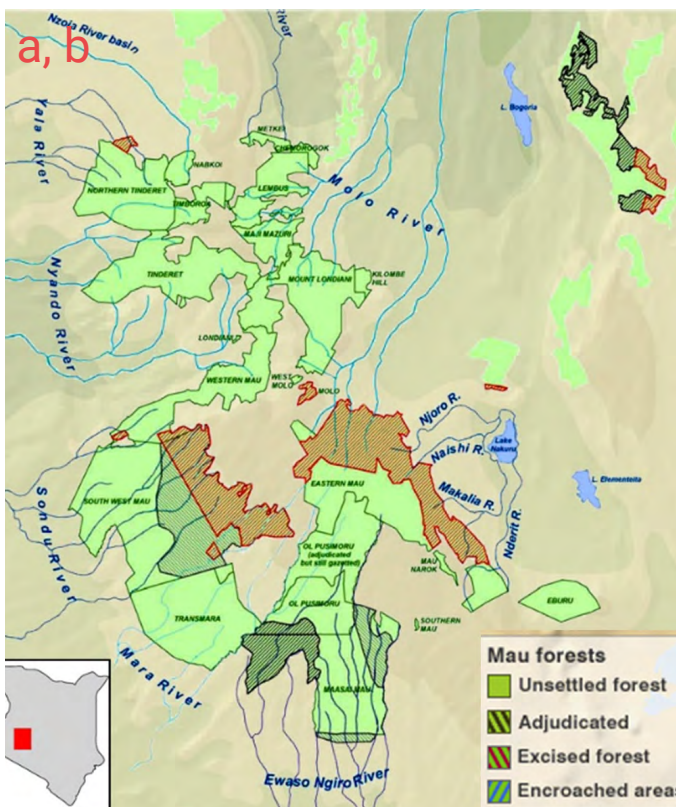 a, b
Nzoia River basin
River
Yala River
L. Bogoria
METKEI
CHEMOROGOK
NABKOI
NORTHERN TINDERET
TIMBOROA
LEMBUS
Molo River
MAJI MAZURI
TINDERET
MOUNT LONDIANI
KILOMBE
HILL
Nyando River
LONDIANI
WESTERN MAU
WEST
MOLO
MOLO
Njoro R.
Lake
Nakuru
Naishi R.
Makalia R.
L. Elementeita
Nderit R.
SOUTH WEST MAU
EASTERN MAU
Sondu River
OL PUSIMORU
(adjudicated
but still gazetted)
MAU
NAROK
OL PUSIMORU
EBURU
TRANSMARA
SOUTHERN
MAU
Mara River
MAASAI MAU
Ewaso Ngiro River
Mau forests
Unsettled forest
Adjudicated
Excised forest
Encroached areas